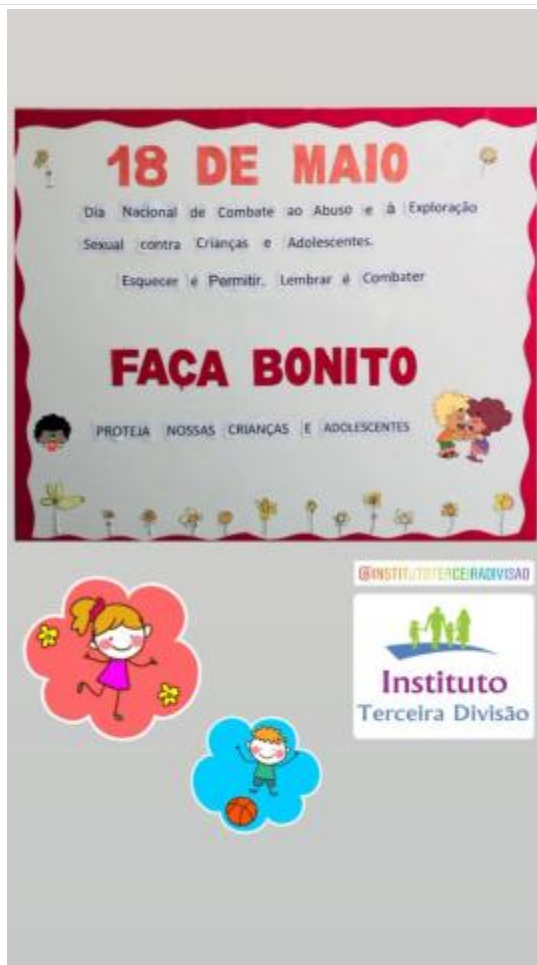 18 DE MAIO
Dia Nacional de Combate ao Abuso e à Exploração
Sexual contra Crianças e Adolescentes.
Esquecer é Permitir, Lembrar é Combater
FAÇA BONITO
PROTEJA NOSSAS CRIANÇAS E ADOLESCENTES
@INSTITUTOTERCEIRADIVISAO
Instituto
Terceira Divisão